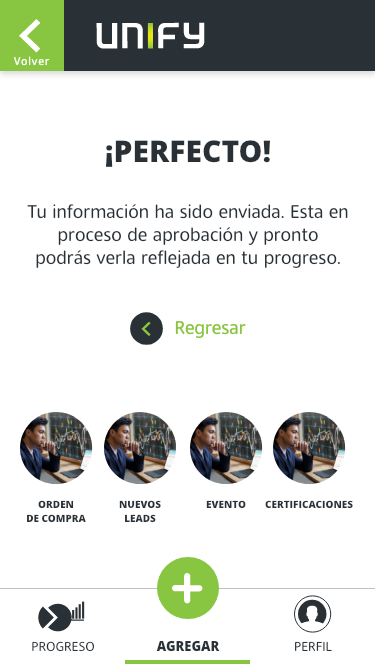 UNIFY
Volver
¡PERFECTO!
Tu información ha sido enviada. Esta en
proceso de aprobación y pronto
podrás verla reflejada en tu progreso.
Regresar
ORDEN
DE COMPRA
NUEVOS
LEADS
EVENTO
CERTIFICACIONES
PROGRESO
AGREGAR
PERFIL